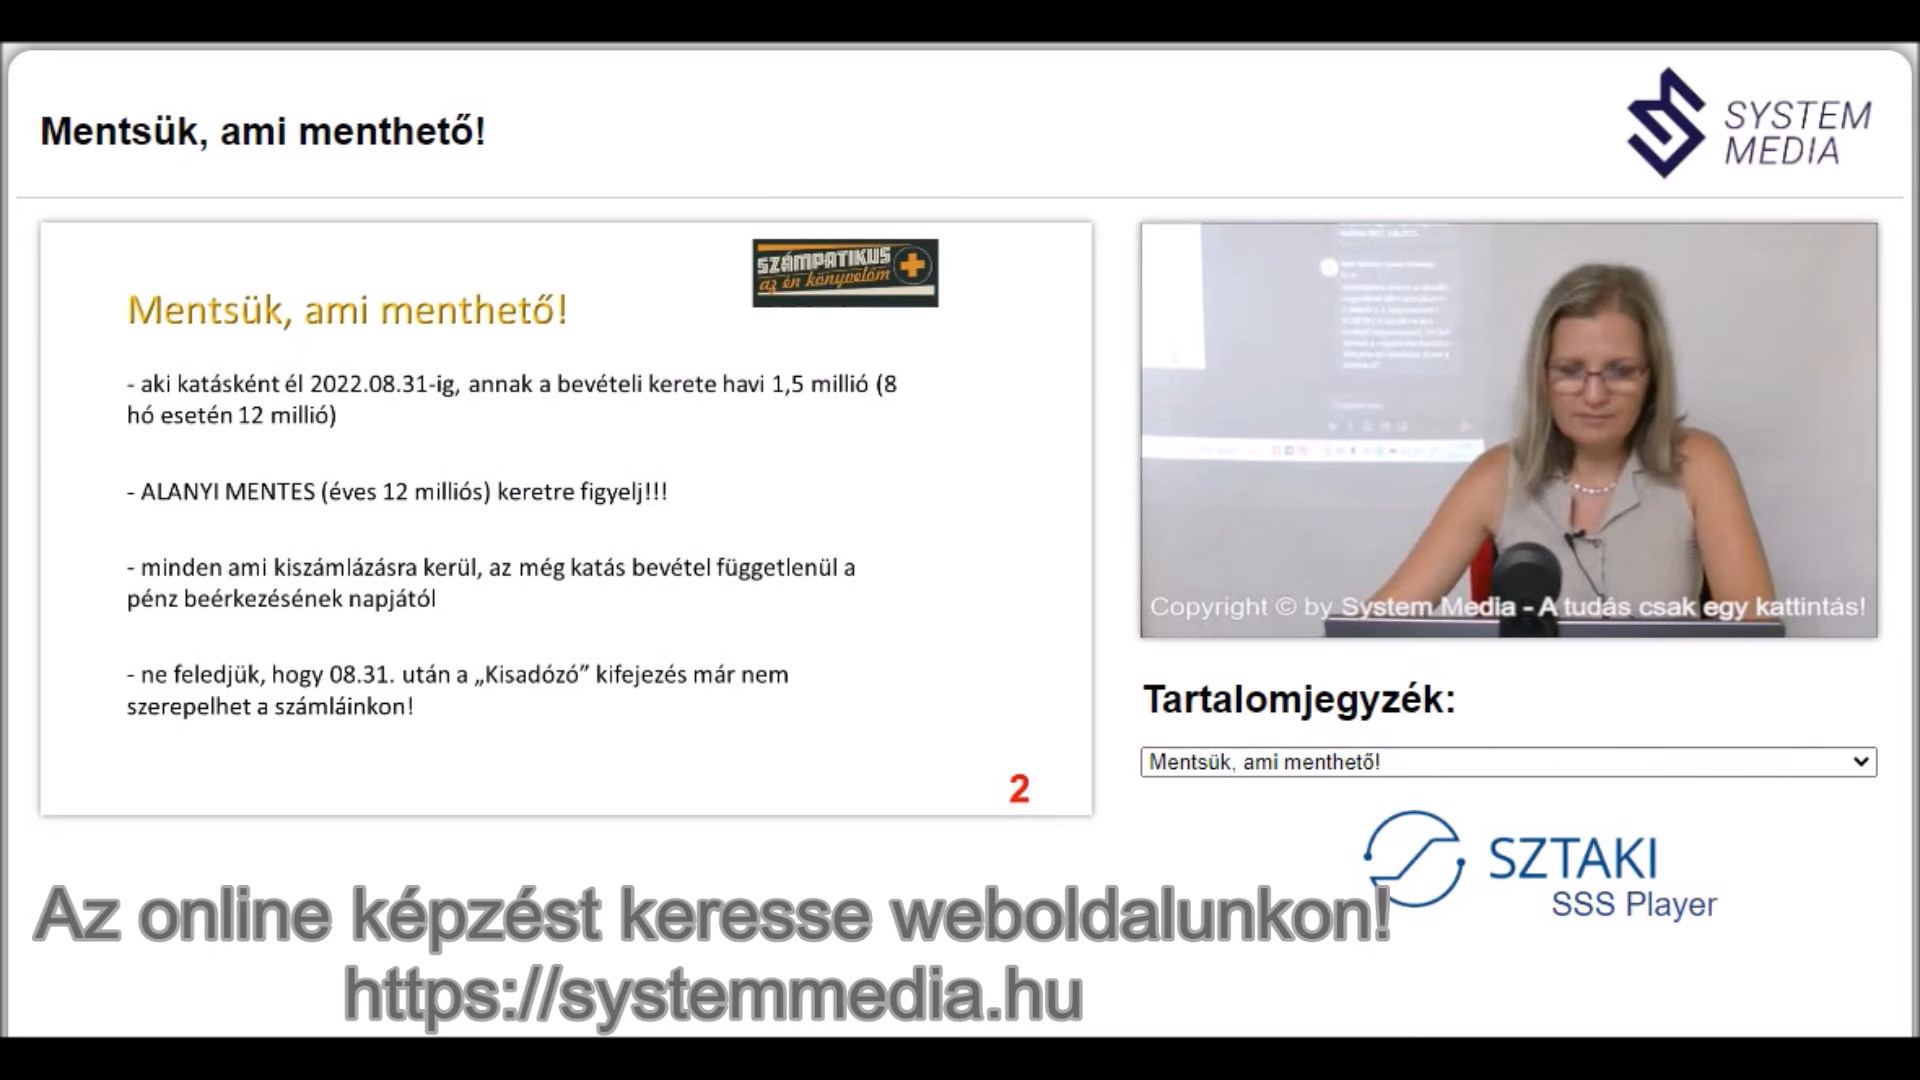 Mentsük, ami menthető!
SYSTEM
MEDIA
SZÁMPATIKUS
az én könyvelőm
Mentsük, ami menthető!
- aki katásként él 2022.08.31-ig, annak a bevételi kerete havi 1,5 millió (8
hó esetén 12 millió)
- ALANYI MENTES (éves 12 milliós) keretre figyelj!!!
- minden ami kiszámlázásra kerül, az még katás bevétel függetlenül a
pénz beérkezésének napjától
- ne feledjük, hogy 08.31. után a „Kisadózó” kifejezés már nem
szerepelhet a számláinkon!
2
Copyright © by System Media - A tudás csak egy kattintás!
Tartalomjegyzék:
Mentsük, ami menthető!
SZTAKI
SSS Player
Az online képzést keresse weboldalunkon!
https://systemmedia.hu